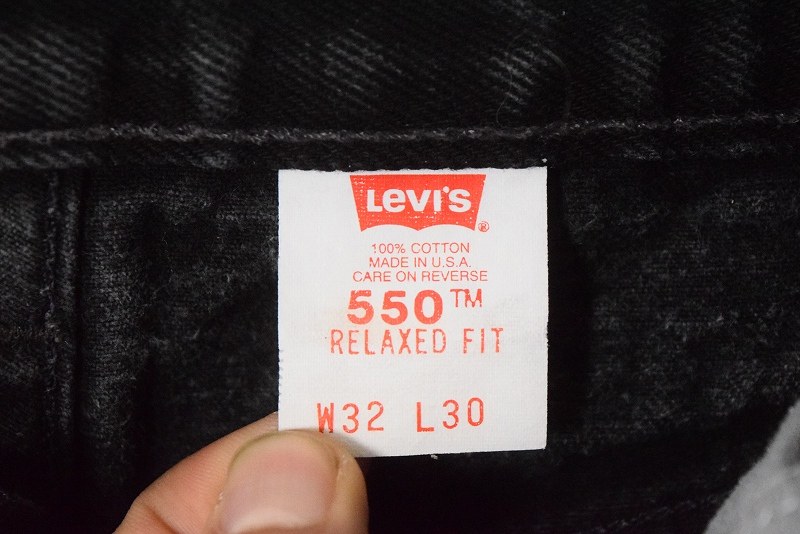 Levi's ®
100% COTTON
MADE IN U.S.A.
CARE ON REVERSE
550™
RELAXED FIT
W32 L30